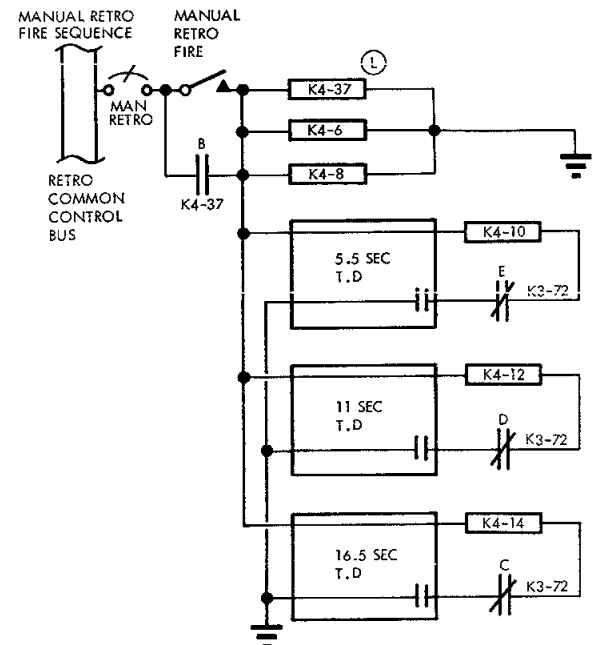 MANUAL RETRO
FIRE SEQUENCE
MANUAL
RETRO
FIRE
L
MAN
RETRO
K4-37
B
K4-6
K4-8
K4-37
RETRO
COMMON
CONTROL
BUS
K4-10
5.5 SEC
T.D
E
K3-72
K4-12
11 SEC
T.D
D
K3-72
K4-14
16.5 SEC
T.D
C
K3-72